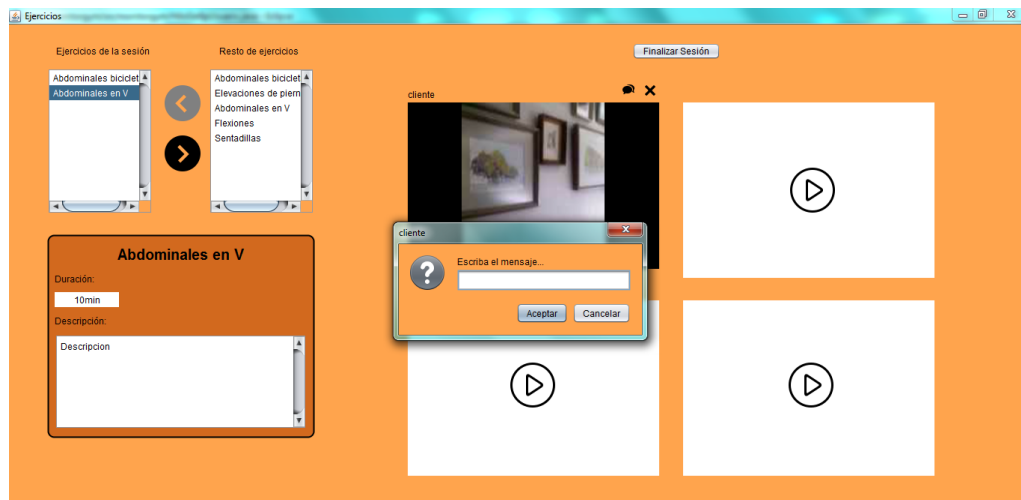 Ejercicios
Ejercicios de la sesión
Resto de ejercicios
Finalizar Sesión
Abdominales biciclet
Abdominales en V
Abdominales biciclet
Elevaciones de piern
Abdominales en V
Flexiones
Sentadillas
cliente
cliente
Escriba el mensaje...
Aceptar
Cancelar
Abdominales en V
Duración:
10min
Descripción:
Descripcion